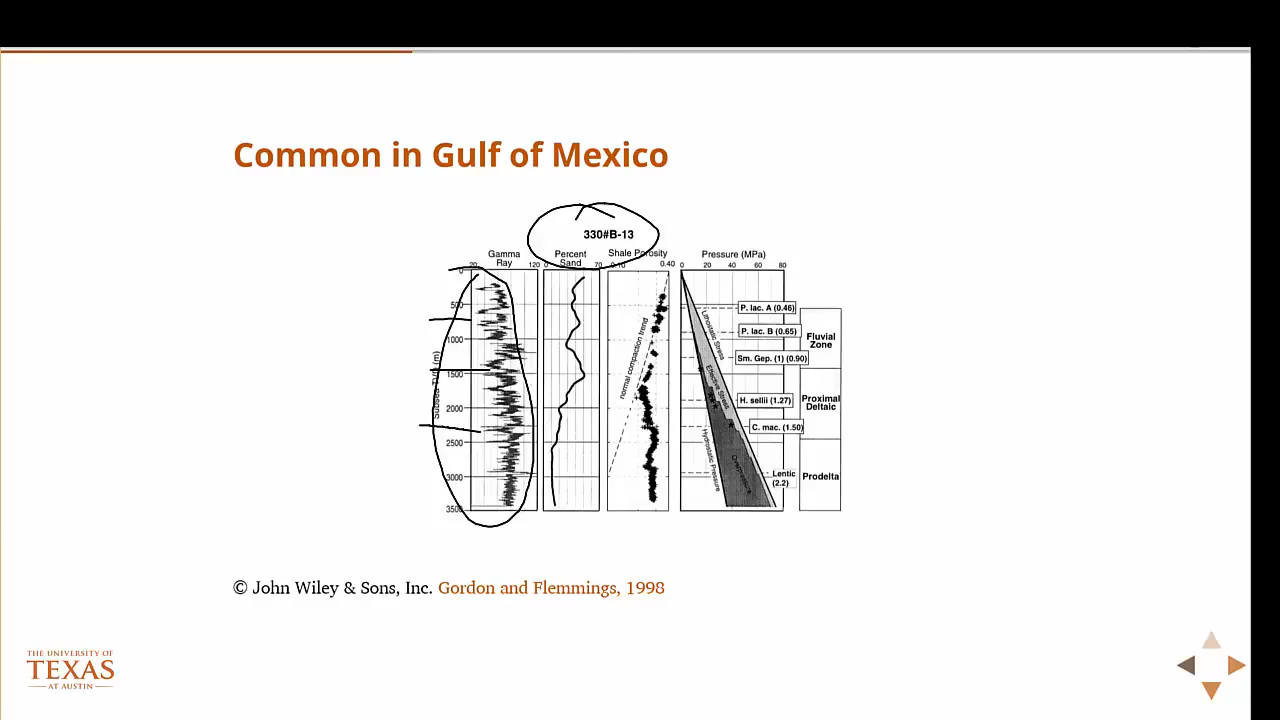 Common in Gulf of Mexico
330#B-13
Gamma Ray
20 120
Percent Sand
0 70
Shale Porosity
0.10 0.40
Pressure (MPa)
0 20 40 60 80
Subsea TVD (m)
0
500
1000
1500
2000
2500
3000
3500
normal compaction trend
Lithostatic Stress
Effective Stress
Hydrostatic Pressure
Overpressure
P. lac. A (0.46)
P. lac. B (0.65)
Sm. Gep. (1) (0.90)
H. sellii (1.27)
C. mac. (1.50)
Lentic
(2.2)
Fluvial
Zone
Proximal
Deltaic
Prodelta
© John Wiley & Sons, Inc. Gordon and Flemmings, 1998
THE UNIVERSITY OF
TEXAS
AT AUSTIN